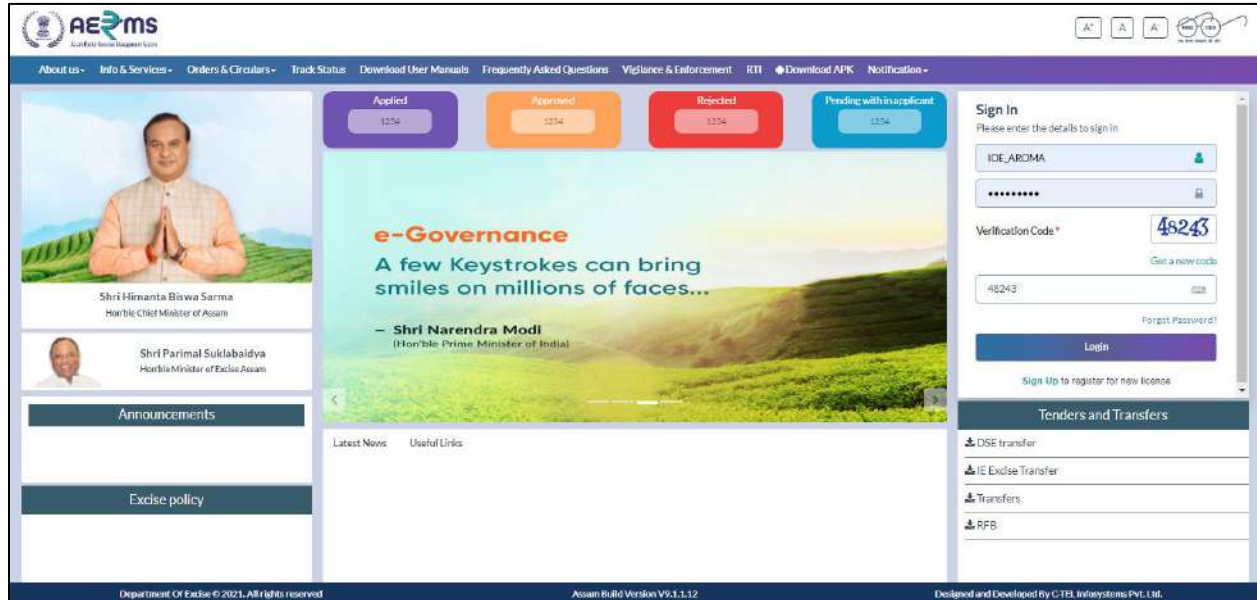 AERMS
Assam Excise Revenue Management System
A+ A A-
About us Info & Services Orders & Circulars Track Status Download User Manuals Frequently Asked Questions Vigilance & Enforcement RTI Download APK Notification
Applied
1234
Approved
1234
Rejected
1234
Pending with in applicant
1234
Shri Himanta Biswa Sarma
Hon'ble Chief Minister of Assam
Shri Parimal Suklabaidya
Hon'ble Minister of Excise Assam
Announcements
Excise policy
e-Governance
A few Keystrokes can bring
smiles on millions of faces...
– Shri Narendra Modi
(Hon'ble Prime Minister of India)
Latest News Useful Links
Sign In
Please enter the details to sign in
IOE_AROMA
•••••••••
Verification Code *
48243
Get a new code
48243
Forgot Password?
Login
Sign Up to register for new license
Tenders and Transfers
DSE transfer
IE Excise Transfer
Transfers
RFB
Department Of Excise © 2021. All rights reserved
Assam Build Version V9.1.1.12
Designed and Developed By C-TEL Infosystems Pvt. Ltd.